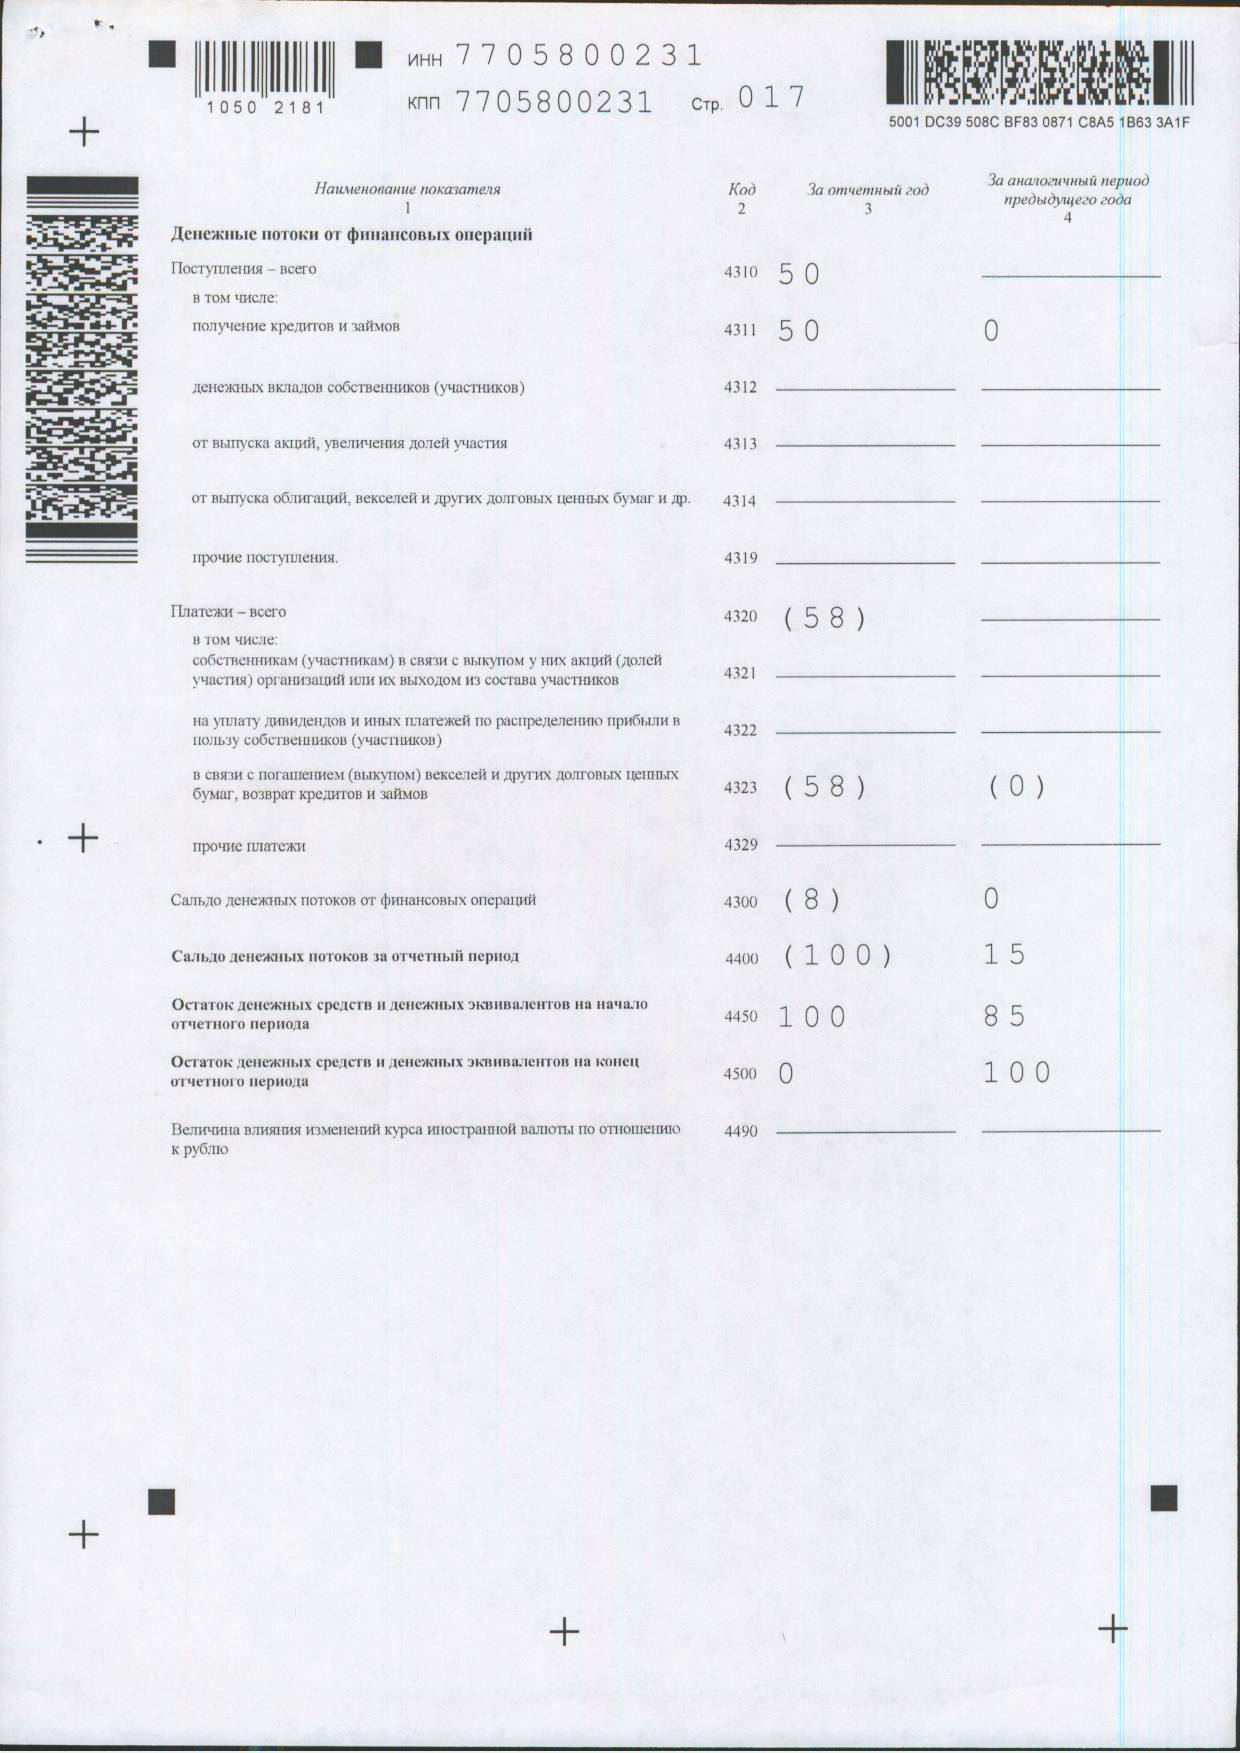 1050 2181
ИНН 7705800231
КПП 7705800231 Стр. 017
5001 DC39 508C BF83 0871 C8A5 1B63 3A1F
Наименование показателя Код За отчетный год За аналогичный период предыдущего года
1 2 3 4
Денежные потоки от финансовых операций
Поступления – всего 4310 50
в том числе:
получение кредитов и займов 4311 50 0
денежных вкладов собственников (участников) 4312
от выпуска акций, увеличения долей участия 4313
от выпуска облигаций, векселей и других долговых ценных бумаг и др. 4314
прочие поступления. 4319
Платежи – всего 4320 (58)
в том числе:
собственникам (участникам) в связи с выкупом у них акций (долей
участия) организаций или их выходом из состава участников 4321
на уплату дивидендов и иных платежей по распределению прибыли в
пользу собственников (участников) 4322
в связи с погашением (выкупом) векселей и других долговых ценных
бумаг, возврат кредитов и займов 4323 (58) (0)
прочие платежи 4329
Сальдо денежных потоков от финансовых операций 4300 (8) 0
Сальдо денежных потоков за отчетный период 4400 (100) 15
Остаток денежных средств и денежных эквивалентов на начало
отчетного периода 4450 100 85
Остаток денежных средств и денежных эквивалентов на конец
отчетного периода 4500 0 100
Величина влияния изменений курса иностранной валюты по отношению
к рублю 4490